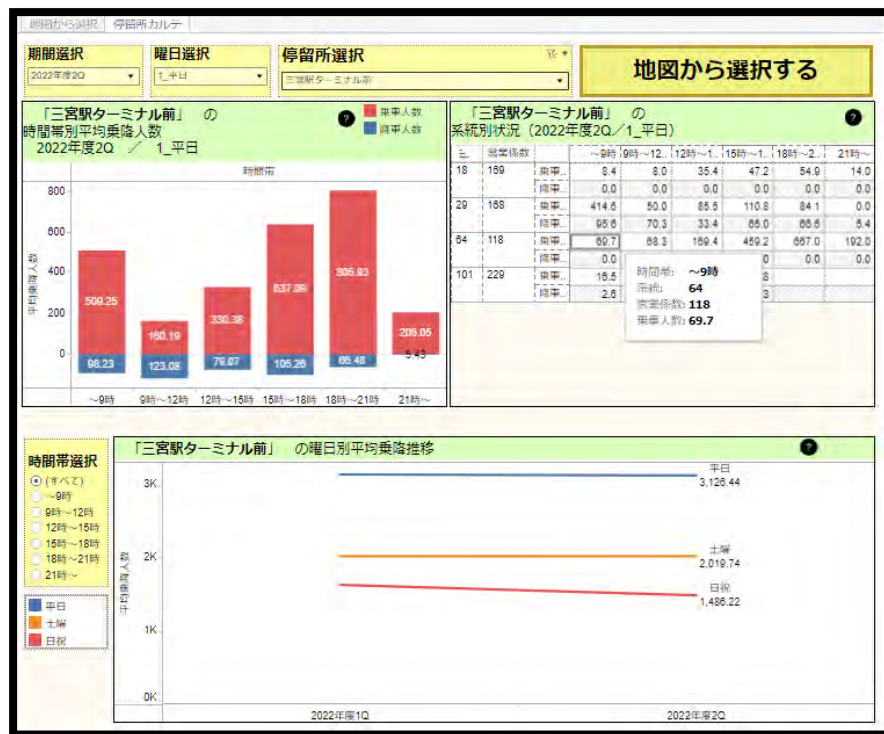 地図から選択 停留所カルテ
期間選択 曜日選択 停留所選択
2022年度2Q 1_平日 三宮駅ターミナル前
地図から選択する
「三宮駅ターミナル前」 の
時間帯別平均乗降人数
2022年度2Q ／ 1_平日
?
乗車人数
降車人数
時間帯
平均乗降人数
800
600
400
200
0
509.25 160.19 330.38 637.09 805.93 206.05
98.23 123.08 79.07 105.26 66.48 5.43
～9時 9時～12時 12時～15時 15時～18時 18時～21時 21時～
「三宮駅ターミナル前」 の
系統別状況（2022年度2Q／1_平日）
?
営業係数 ～9時 9時～12.. 12時～1.. 15時～1.. 18時～2.. 21時～
18 169 乗車.. 8.4 8.0 35.4 47.2 54.9 14.0
降車.. 0.0 0.0 0.0 0.0 0.0 0.0
29 168 乗車.. 414.6 50.0 85.5 110.8 84.1 0.0
降車.. 95.6 70.3 33.4 65.0 5.4
64 118 乗車.. 69.7 68.3 169.4 459.2 667.0 192.0
降車.. 0.0 0 0.0 0.0
101 229 乗車.. 16.5 8
降車.. 2.6 3
時間帯: ～9時
系統: 64
営業係数: 118
乗車人数: 69.7
時間帯選択
(すべて)
～9時
9時～12時
12時～15時
15時～18時
18時～21時
21時～
平日
土曜
日祝
「三宮駅ターミナル前」 の曜日別平均乗降推移
?
平均乗降人数
3K
2K
1K
0K
平日
3,126.44
土曜
2,019.74
日祝
1,486.22
2022年度1Q 2022年度2Q